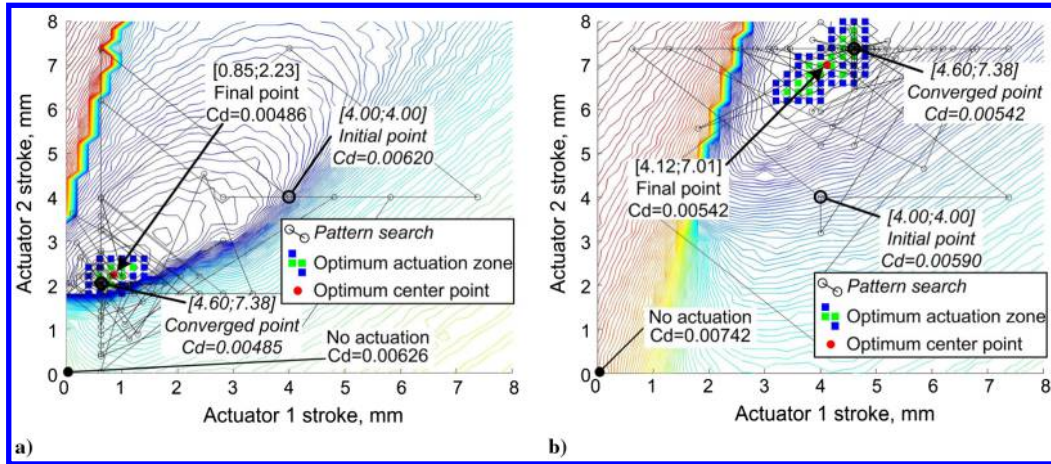 8
7
6
5
4
3
2
1
0
Actuator 2 stroke, mm
[0.85;2.23]
Final point
Cd=0.00486
[4.00;4.00]
Initial point
Cd=0.00620
Pattern search
Optimum actuation zone
Optimum center point
[4.60;7.38]
Converged point
Cd=0.00485
No actuation
Cd=0.00626
0 1 2 3 4 5 6 7 8
Actuator 1 stroke, mm
a)
8
7
6
5
4
3
2
1
0
[4.60;7.38]
Converged point
Cd=0.00542
[4.12;7.01]
Final point
Cd=0.00542
[4.00;4.00]
Initial point
Cd=0.00590
Pattern search
Optimum actuation zone
Optimum center point
No actuation
Cd=0.00742
0 1 2 3 4 5 6 7 8
Actuator 1 stroke, mm
b)